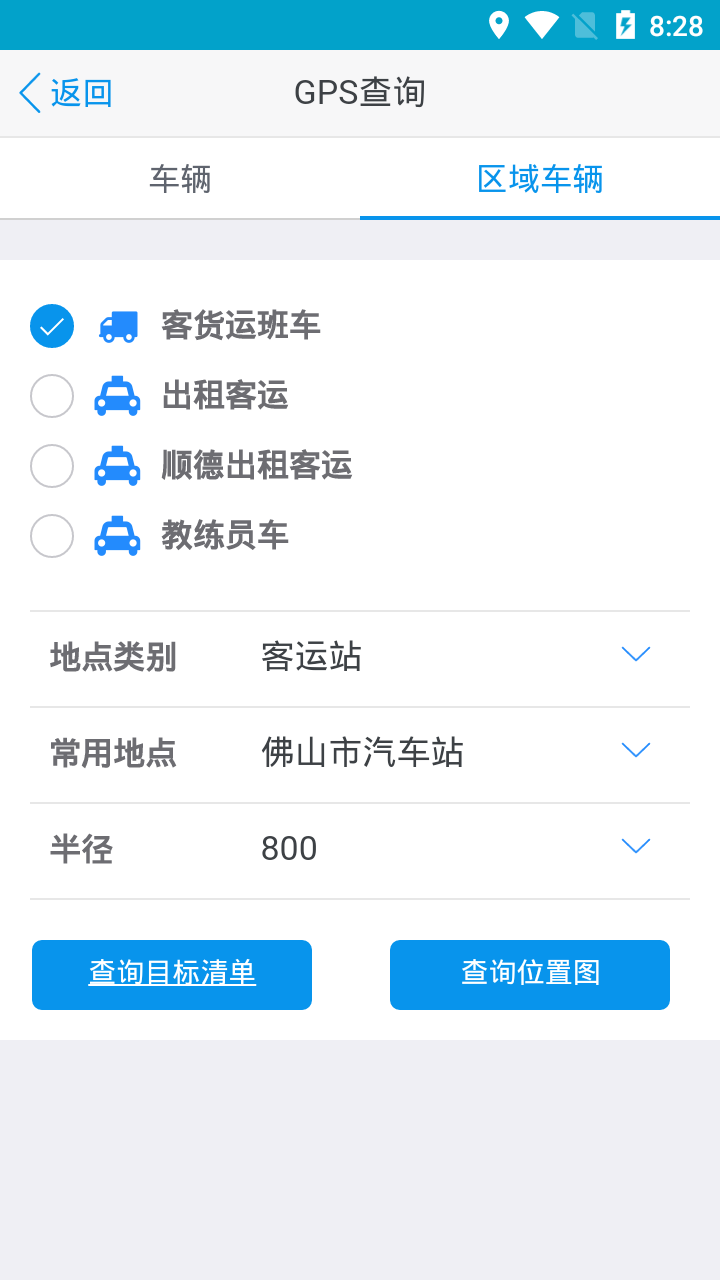 8:28
返回
GPS查询
车辆
区域车辆
客货运班车
出租客运
顺德出租客运
教练员车
地点类别 客运站
常用地点 佛山市汽车站
半径 800
查询目标清单
查询位置图